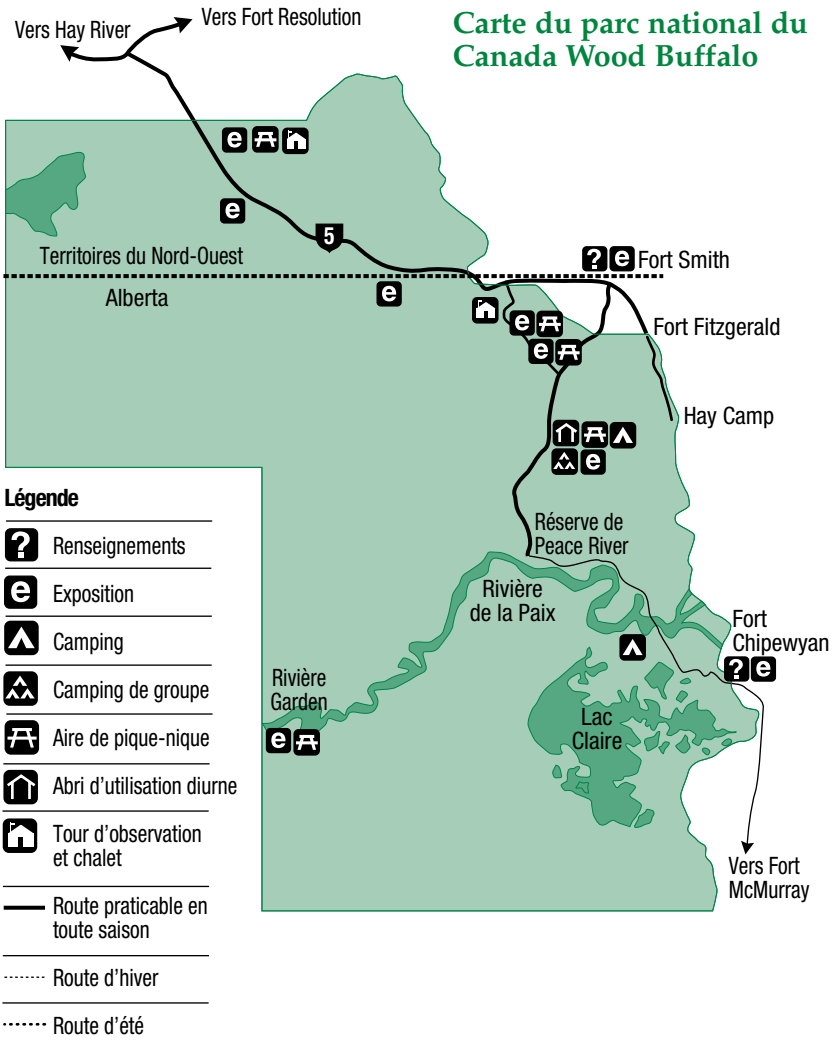 Carte du parc national du
Canada Wood Buffalo
Vers Fort Resolution
Vers Hay River
e
e
5
Territoires du Nord-Ouest
? e Fort Smith
Alberta
e
e
Fort Fitzgerald
e
Hay Camp
e
Réserve de
Peace River
Rivière
de la Paix
Fort
Chipewyan
? e
Rivière
Garden
e
Lac
Claire
Vers Fort
McMurray
Légende
? Renseignements
e Exposition
Camping
Camping de groupe
Aire de pique-nique
Abri d'utilisation diurne
Tour d'observation
et chalet
Route praticable en
toute saison
Route d'hiver
Route d'été